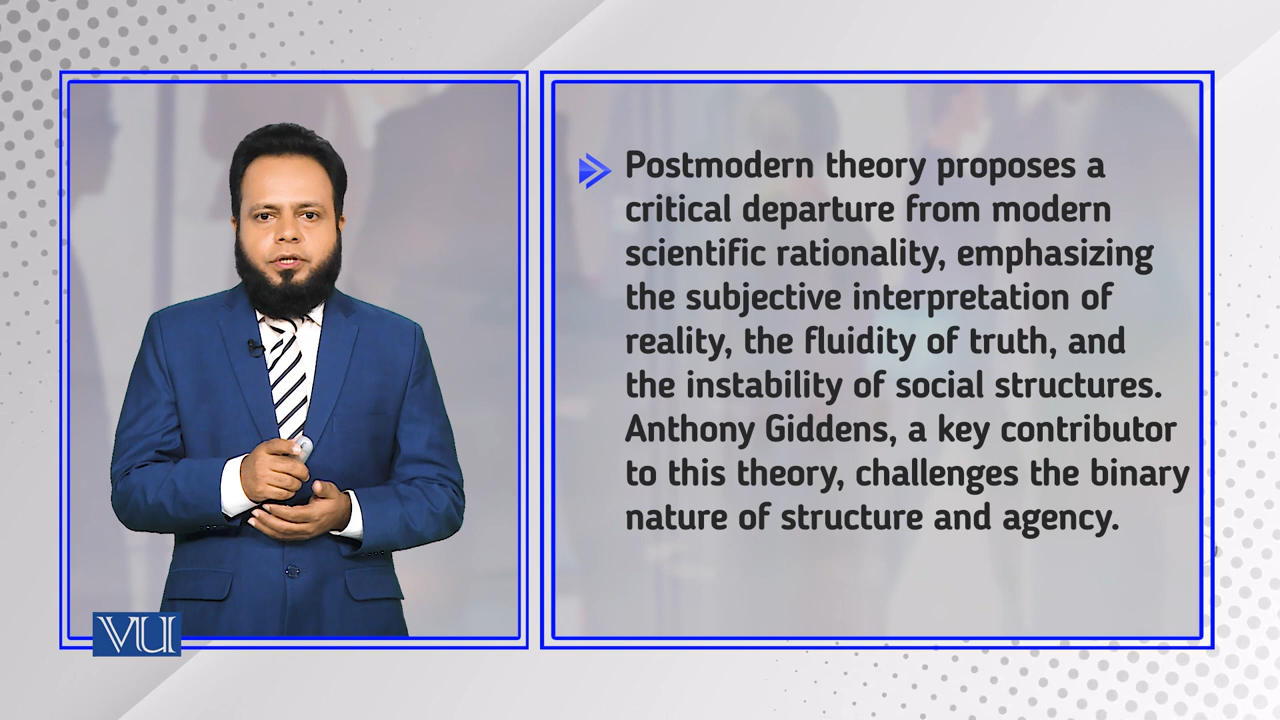 Postmodern theory proposes a
critical departure from modern
scientific rationality, emphasizing
the subjective interpretation of
reality, the fluidity of truth, and
the instability of social structures.
Anthony Giddens, a key contributor
to this theory, challenges the binary
nature of structure and agency.
VU